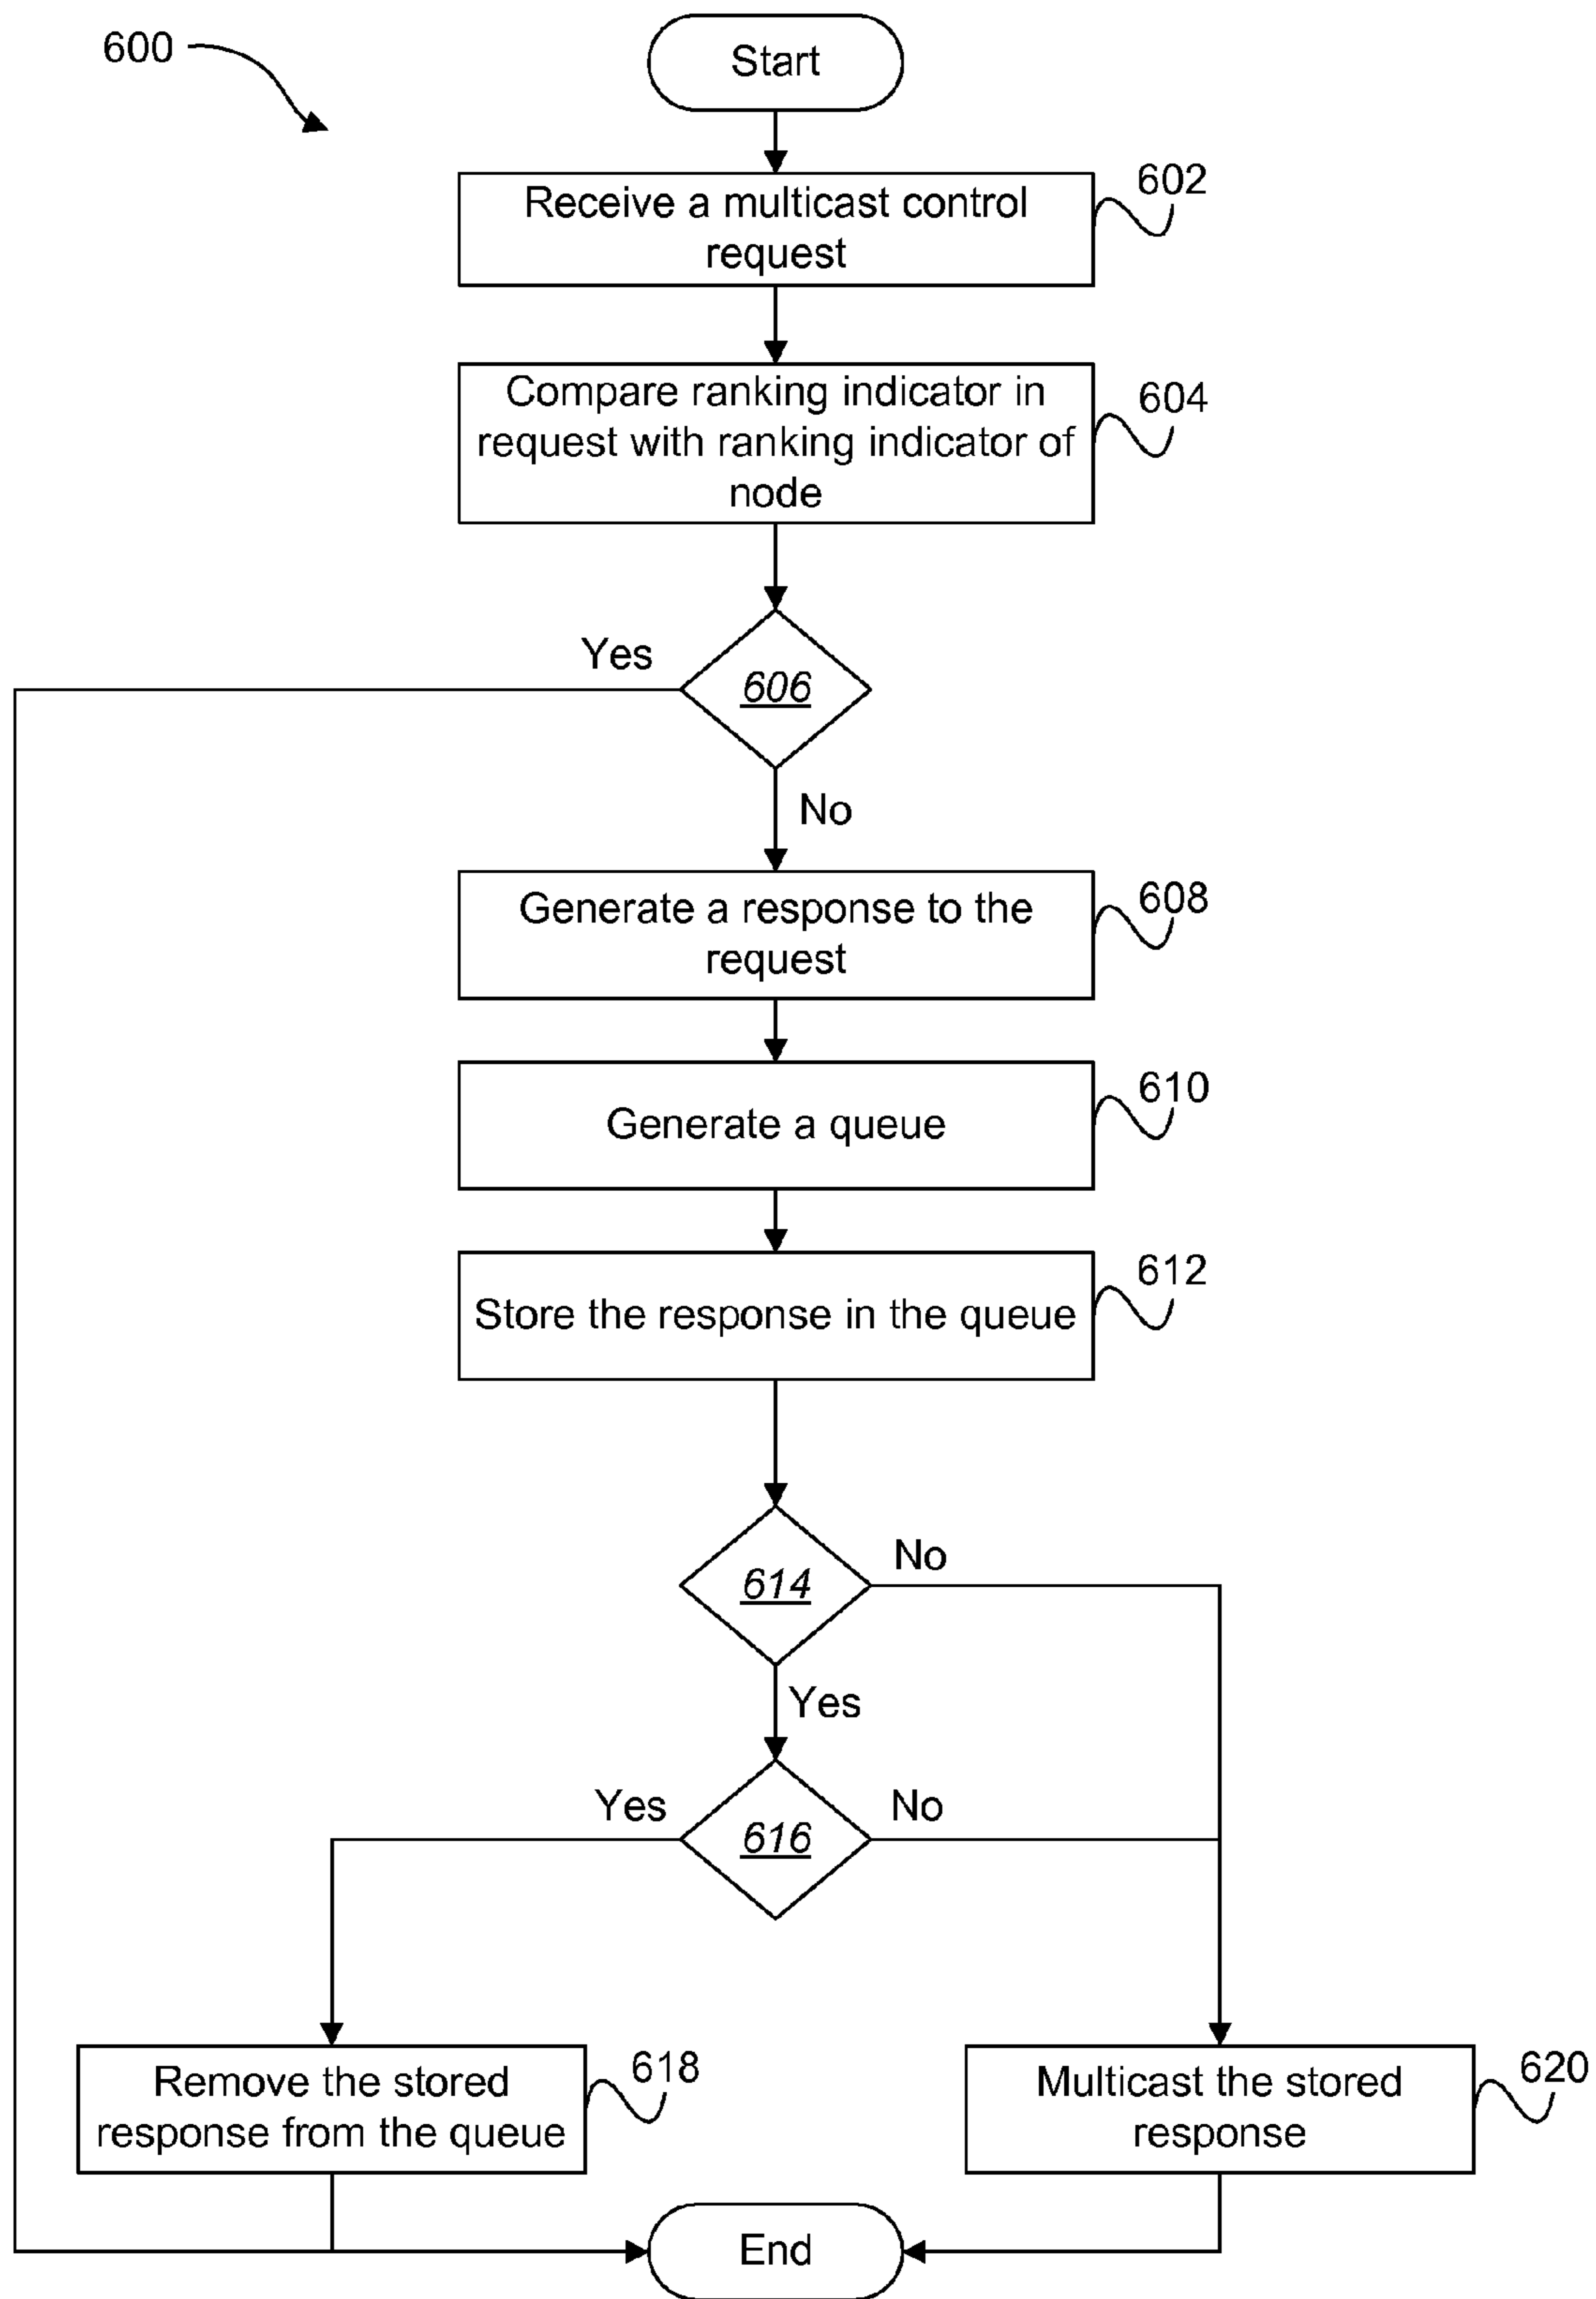 600
Start
602
Receive a multicast control
request
604
Compare ranking indicator in
request with ranking indicator of
node
Yes
606
No
608
Generate a response to the
request
610
Generate a queue
612
Store the response in the queue
614
No
Yes
Yes
616
No
618
Remove the stored
response from the queue
620
Multicast the stored
response
End